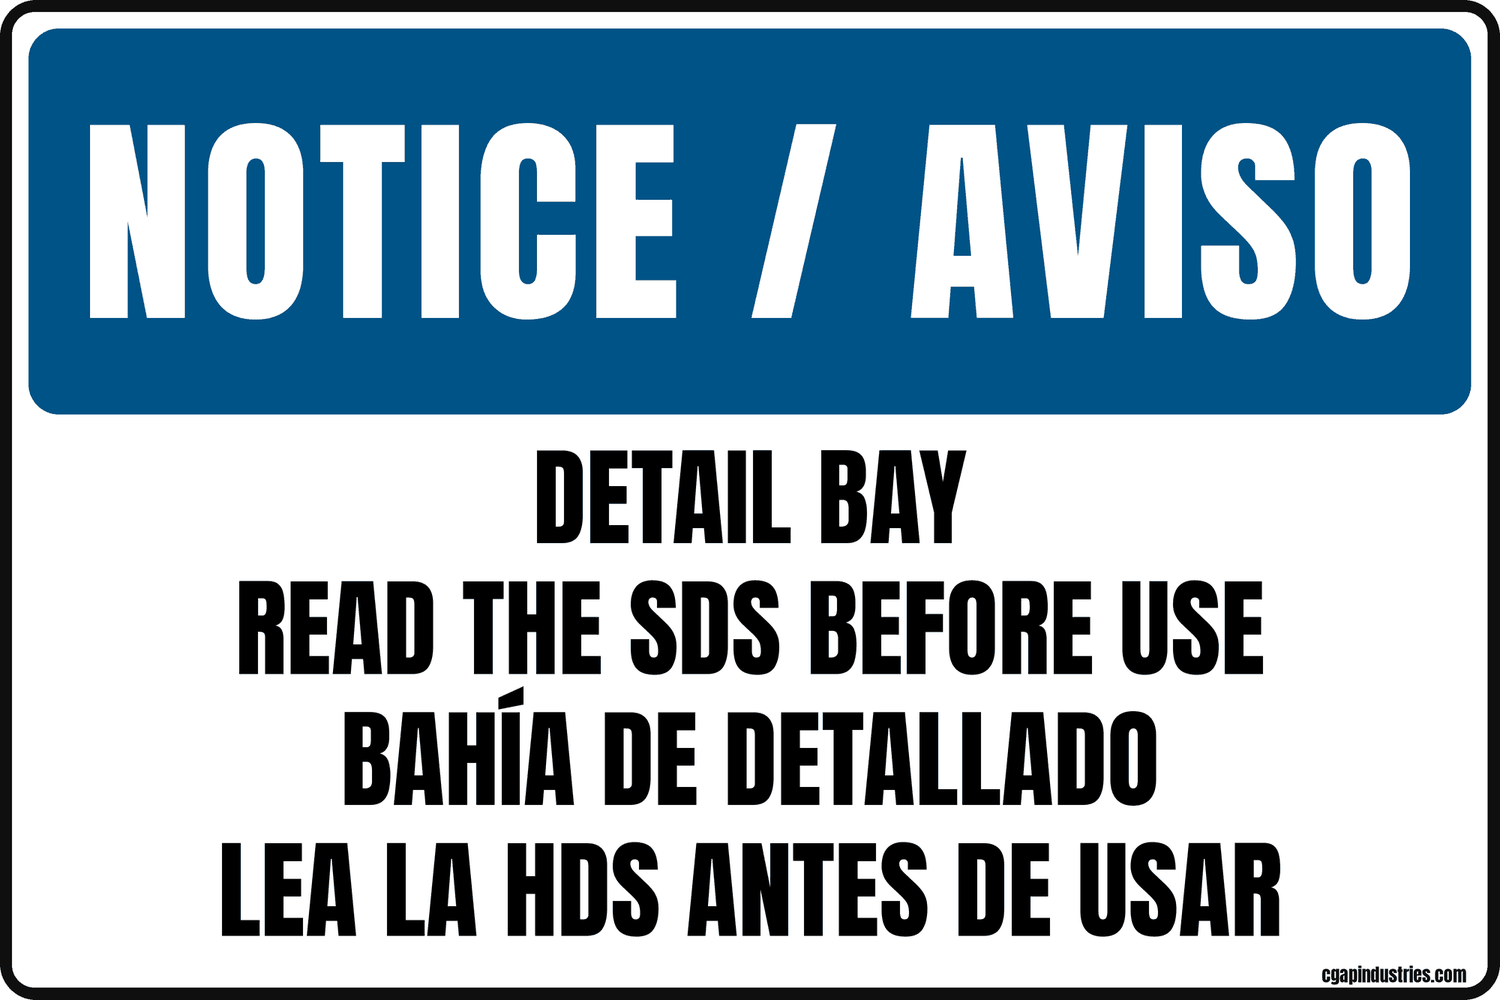 NOTICE / AVISO
DETAIL BAY
READ THE SDS BEFORE USE
BAHÍA DE DETALLADO
LEA LA HDS ANTES DE USAR
cgapindustries.com